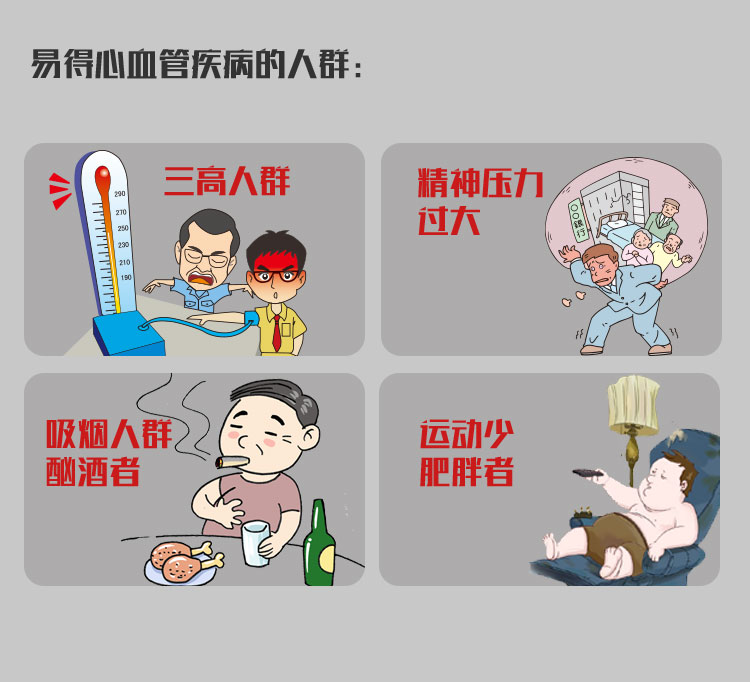 易得心血管疾病的人群：
三高人群
290
270
250
230
210
190
精神压力
过大
银行
吸烟人群
酗酒者
运动少
肥胖者